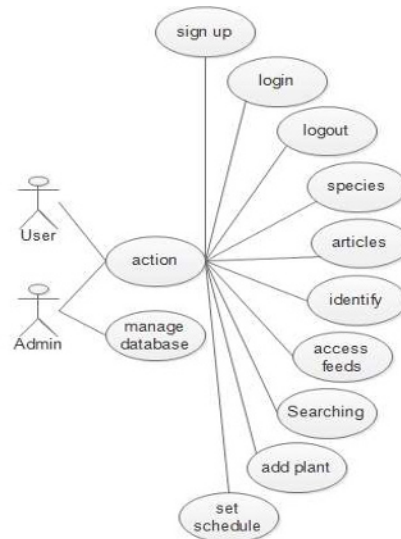 sign up
login
logout
species
User
articles
action
identify
Admin
manage
database
access
feeds
Searching
add plant
set
schedule